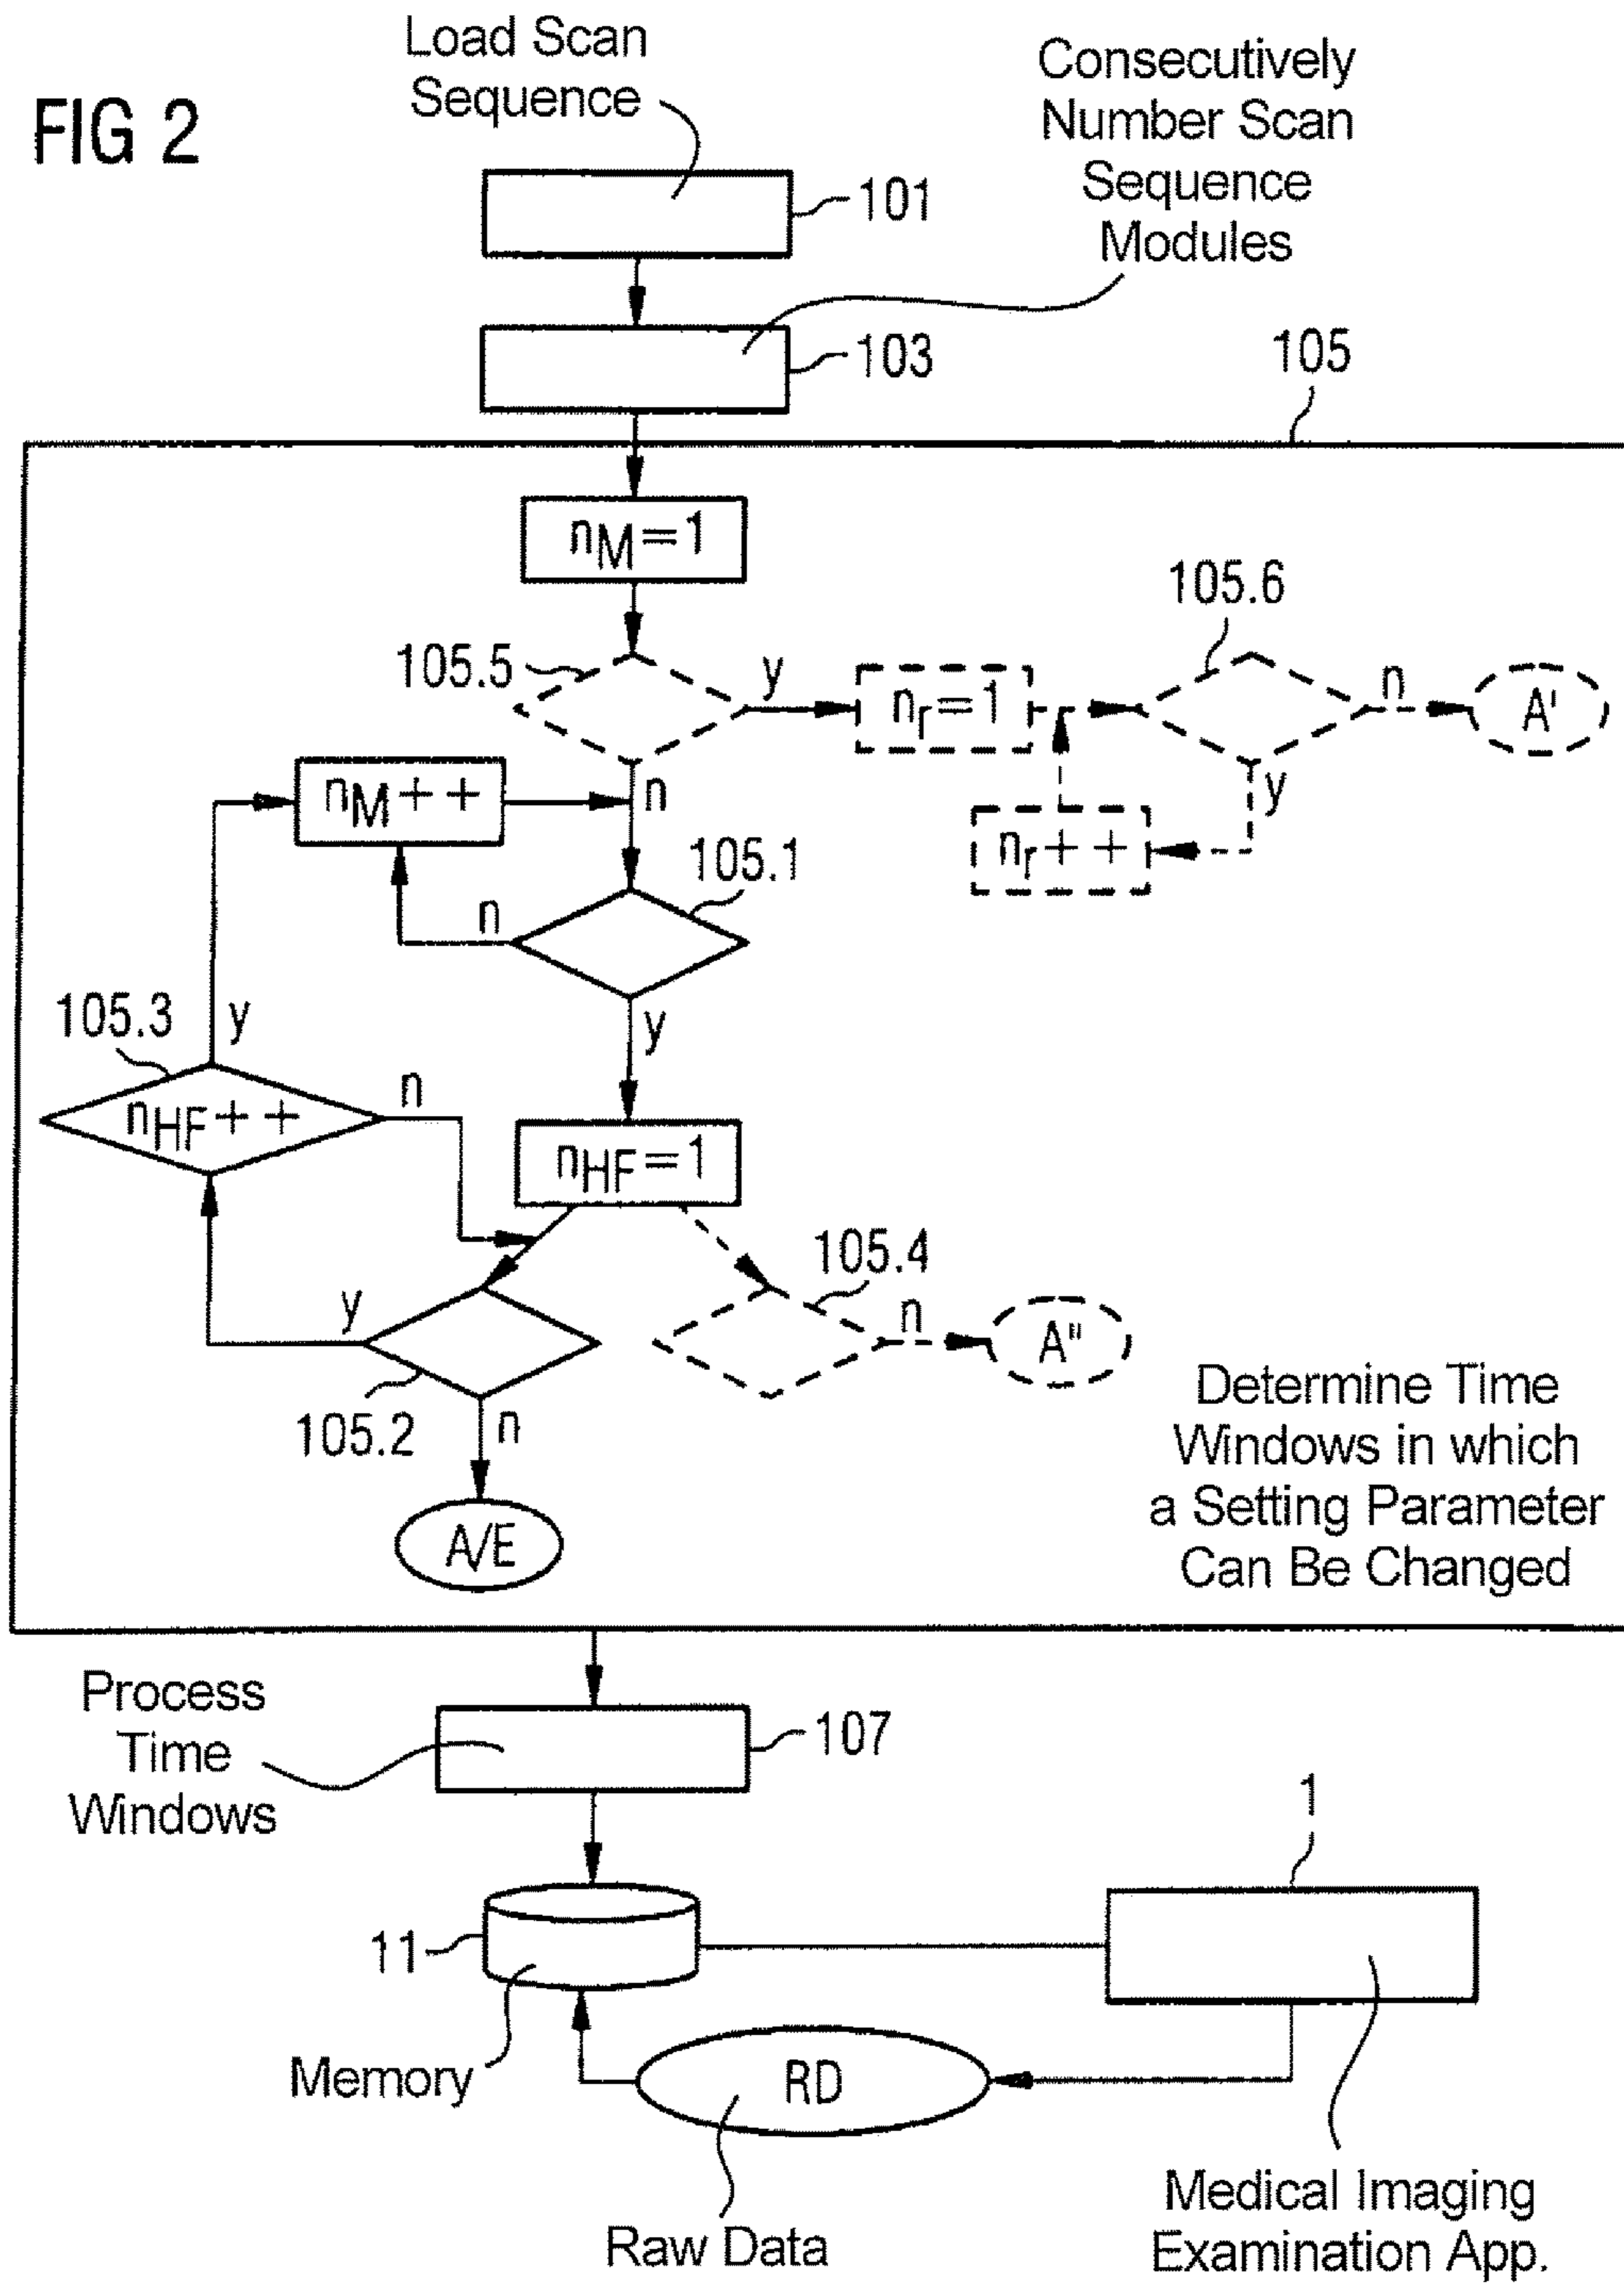 FIG 2
Load Scan
Sequence
Consecutively
Number Scan
Sequence
Modules
101
103
105
nM=1
105.5
y
nr=1
105.6
n
A'
nM++
n
y
nr++
105.1
n
y
105.3
y
nHF++
n
nHF=1
105.4
y
n
A"
105.2
n
A/E
Determine Time
Windows in which
a Setting Parameter
Can Be Changed
Process
Time
Windows
107
1
11
Memory
RD
Raw Data
Medical Imaging
Examination App.